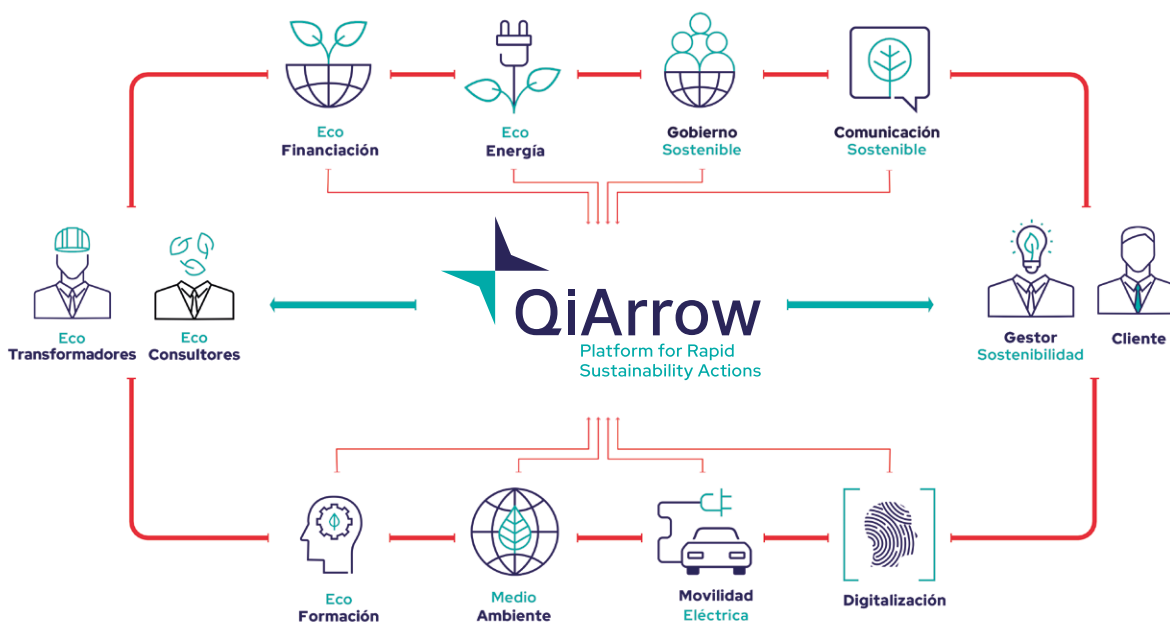 Eco
Financiación
Eco
Energía
Gobierno
Sostenible
Comunicación
Sostenible
Eco
Transformadores
Eco
Consultores
QiArrow
Platform for Rapid
Sustainability Actions
Gestor
Sostenibilidad
Cliente
Eco
Formación
Medio
Ambiente
Movilidad
Eléctrica
Digitalización